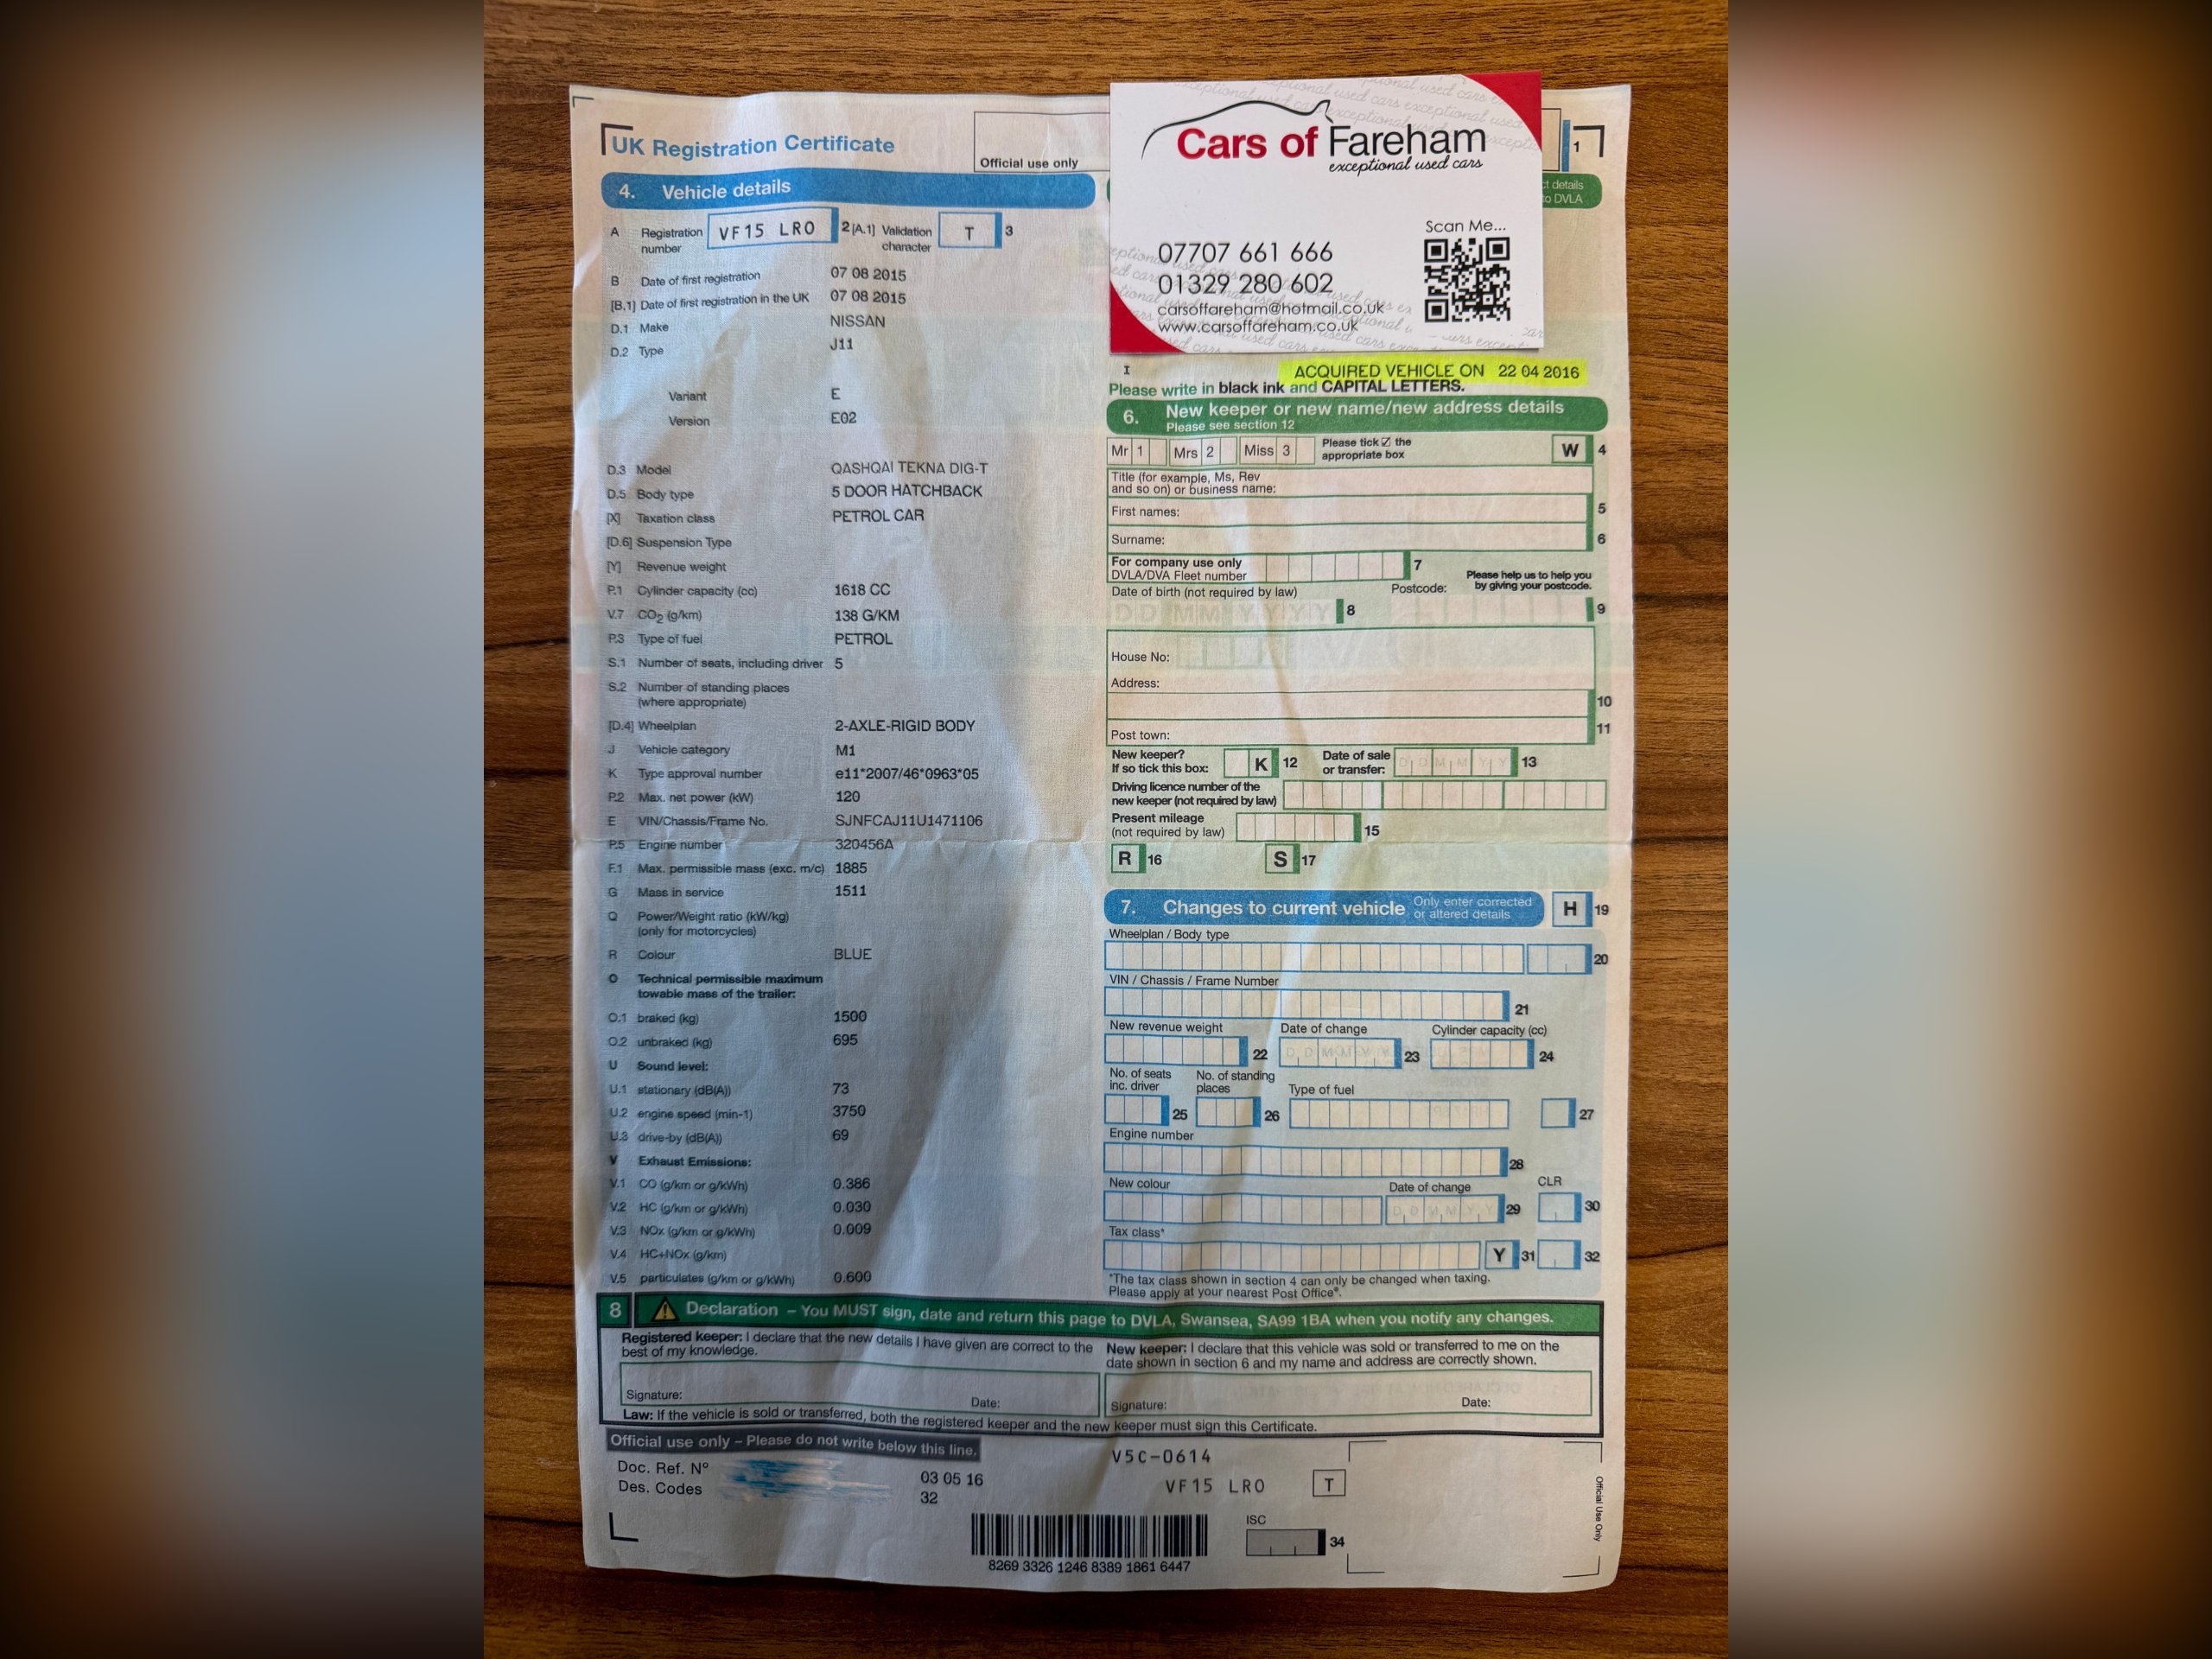 UK Registration Certificate
Official use only
1
4. Vehicle details
A Registration number VF15 LRO 2 [A.1] Validation character T 3
B Date of first registration 07 08 2015
[B.1] Date of first registration in the UK 07 08 2015
D.1 Make NISSAN
D.2 Type J11
Variant E
Version E02
D.3 Model QASHQAI TEKNA DIG-T
D.5 Body type 5 DOOR HATCHBACK
[X] Taxation class PETROL CAR
[D.6] Suspension Type
[Y] Revenue weight
P.1 Cylinder capacity (cc) 1618 CC
V.7 CO2 (g/km) 138 G/KM
P.3 Type of fuel PETROL
S.1 Number of seats, including driver 5
S.2 Number of standing places
(where appropriate)
[D.4] Wheelplan 2-AXLE-RIGID BODY
J Vehicle category M1
K Type approval number e11*2007/46*0963*05
P.2 Max. net power (kW) 120
E VIN/Chassis/Frame No. SJNFCAJ11U1471106
P.5 Engine number 320456A
F.1 Max. permissible mass (exc. m/c) 1885
G Mass in service 1511
Q Power/Weight ratio (kW/kg)
(only for motorcycles)
R Colour BLUE
O Technical permissible maximum
towable mass of the trailer:
O.1 braked (kg) 1500
O.2 unbraked (kg) 695
U Sound level:
U.1 stationary (dB(A)) 73
U.2 engine speed (min-1) 3750
U.3 drive-by (dB(A)) 69
V Exhaust Emissions:
V.1 CO (g/km or g/kWh) 0.386
V.2 HC (g/km or g/kWh) 0.030
V.3 NOx (g/km or g/kWh) 0.009
V.4 HC+NOx (g/km)
V.5 particulates (g/km or g/kWh) 0.600
Cars of Fareham
exceptional used cars
Scan Me...
07707 661 666
01329 280 602
carsoffareham@hotmail.co.uk
www.carsoffareham.co.uk
details
to DVLA
I ACQUIRED VEHICLE ON 22 04 2016
Please write in black ink and CAPITAL LETTERS.
6. New keeper or new name/new address details
Please see section 12
Mr 1 Mrs 2 Miss 3 Please tick ☑ the appropriate box W 4
Title (for example, Ms, Rev
and so on) or business name:
First names: 5
Surname: 6
For company use only
DVLA/DVA Fleet number 7
Please help us to help you
by giving your postcode.
Date of birth (not required by law) Postcode:
D D M M Y Y Y Y 8 9
House No:
Address:
10
Post town: 11
New keeper?
If so tick this box: K 12 Date of sale or transfer: D D M M Y Y 13
Driving licence number of the
new keeper (not required by law)
Present mileage
(not required by law) 15
R 16 S 17
7. Changes to current vehicle Only enter corrected or altered details H 19
Wheelplan / Body type
20
VIN / Chassis / Frame Number
21
New revenue weight Date of change Cylinder capacity (cc)
22 D D M M Y Y 23 24
No. of seats inc. driver No. of standing places Type of fuel
25 26 27
Engine number
28
New colour Date of change CLR
D D M M Y Y 29 30
Tax class*
Y 31 32
*The tax class shown in section 4 can only be changed when taxing.
Please apply at your nearest Post Office®.
8 Declaration – You MUST sign, date and return this page to DVLA, Swansea, SA99 1BA when you notify any changes.
Registered keeper: I declare that the new details I have given are correct to the
best of my knowledge.
Signature: Date:
New keeper: I declare that this vehicle was sold or transferred to me on the
date shown in section 6 and my name and address are correctly shown.
Signature: Date:
Law: If the vehicle is sold or transferred, both the registered keeper and the new keeper must sign this Certificate.
Official use only – Please do not write below this line.
Doc. Ref. Nº 03 05 16
Des. Codes 32
V5C-0614
VF15 LRO T
8269 3326 1246 8389 1861 6447
ISC
34
Official Use Only